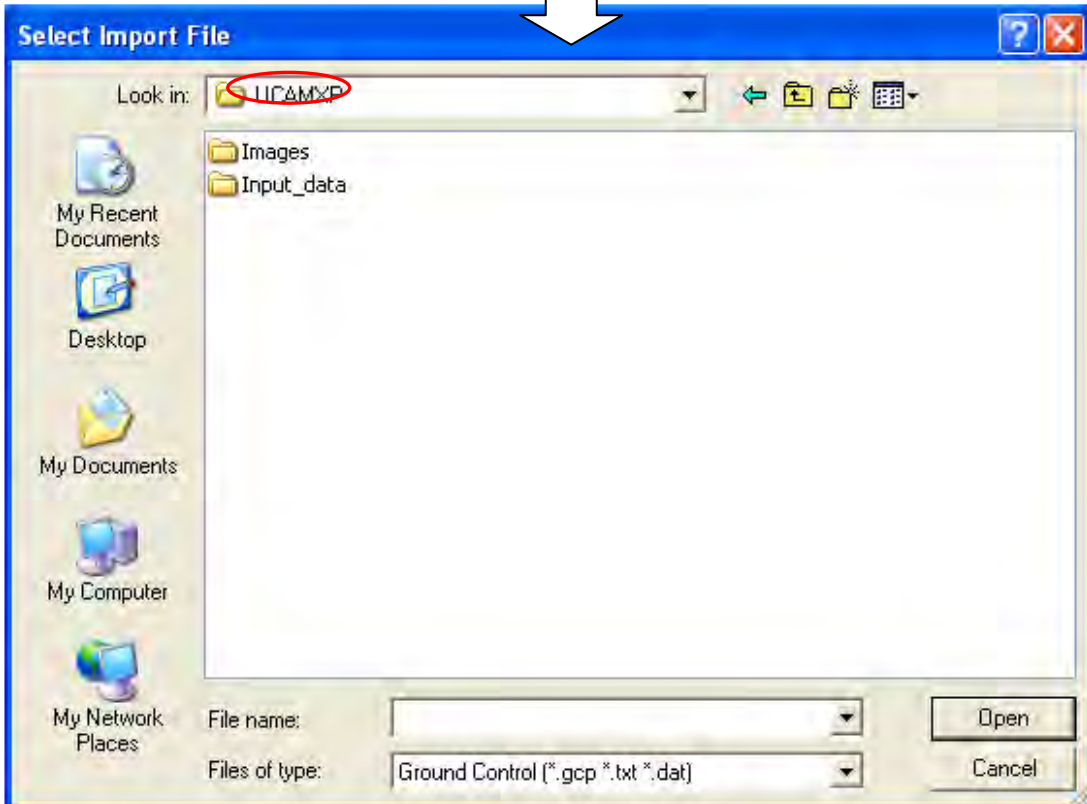 Select Import File
Look in: UCAMXP
Images
Input_data
My Recent
Documents
Desktop
My Documents
My Computer
My Network
Places
File name: Open
Files of type: Ground Control (*.gcp *.txt *.dat) Cancel